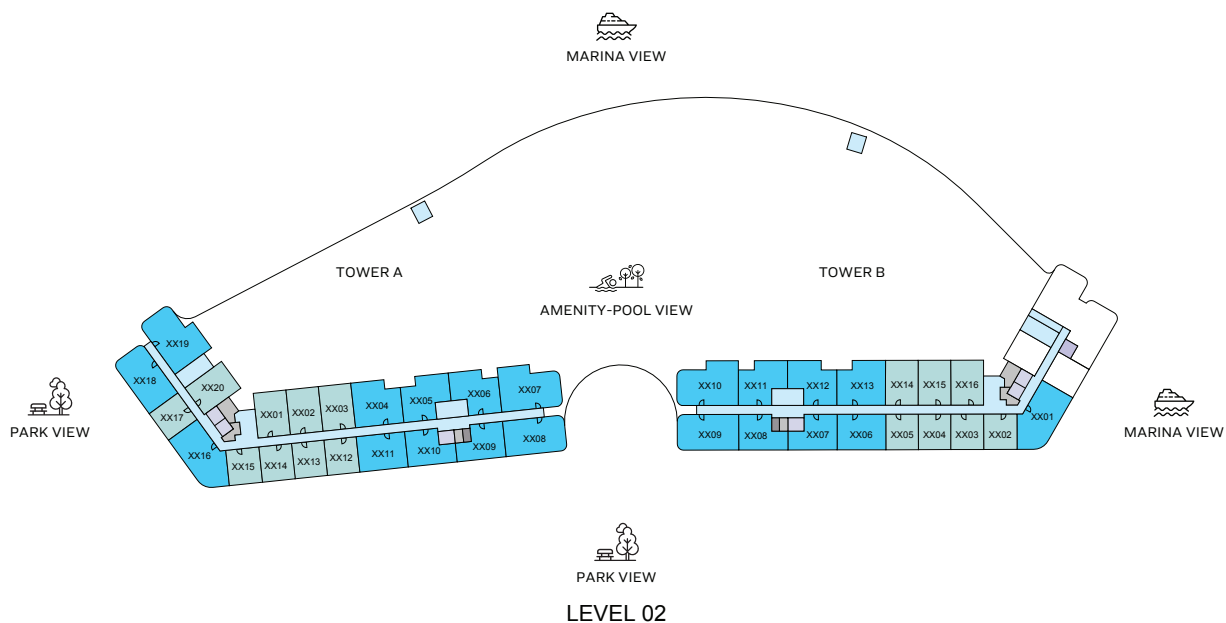 MARINA VIEW
TOWER A
TOWER B
AMENITY-POOL VIEW
XX19
XX18
XX20
XX17
XX16
XX01
XX02
XX03
XX04
XX05
XX06
XX07
XX15
XX14
XX13
XX12
XX11
XX10
XX09
XX08
XX10
XX11
XX12
XX13
XX14
XX15
XX16
XX09
XX08
XX07
XX06
XX05
XX04
XX03
XX02
XX01
PARK VIEW
MARINA VIEW
PARK VIEW
LEVEL 02